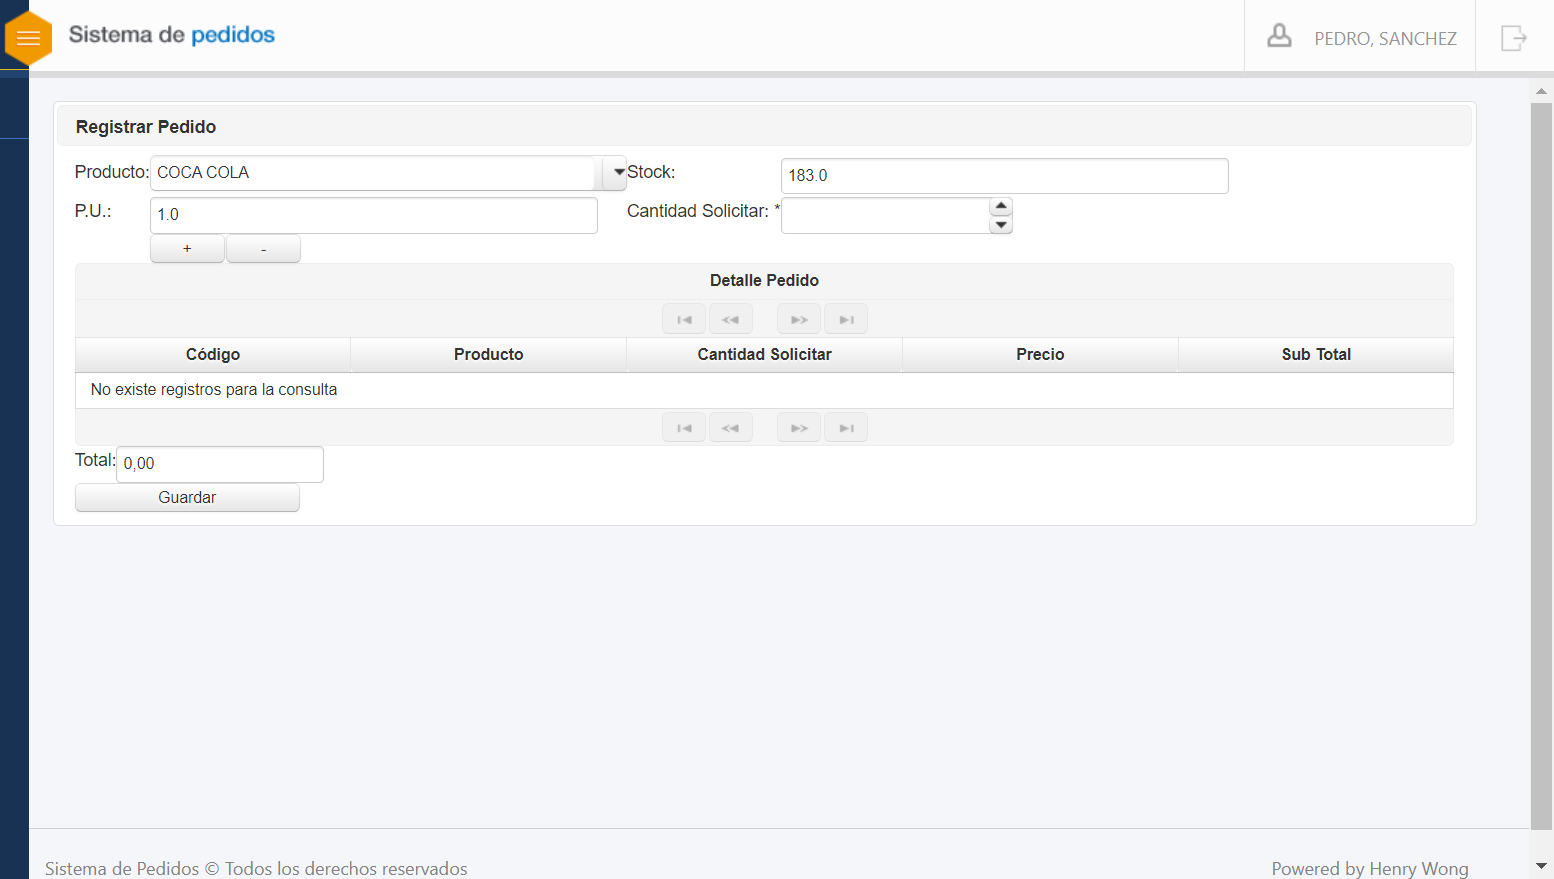 Sistema de pedidos
PEDRO, SANCHEZ
Registrar Pedido
Producto: COCA COLA Stock: 183.0
P.U.: 1.0 Cantidad Solicitar: *
+ -
Detalle Pedido
Código Producto Cantidad Solicitar Precio Sub Total
No existe registros para la consulta
Total: 0,00
Guardar
Sistema de Pedidos © Todos los derechos reservados
Powered by Henry Wong